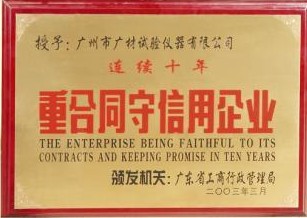 授予：广州市广材试验仪器有限公司
连续十年
重合同守信用企业
THE ENTERPRISE BEING FAITHFUL TO ITS
CONTRACTS AND KEEPING PROMISE IN TEN YEARS
颁发机关：广东省工商行政管理局
二〇〇三年三月